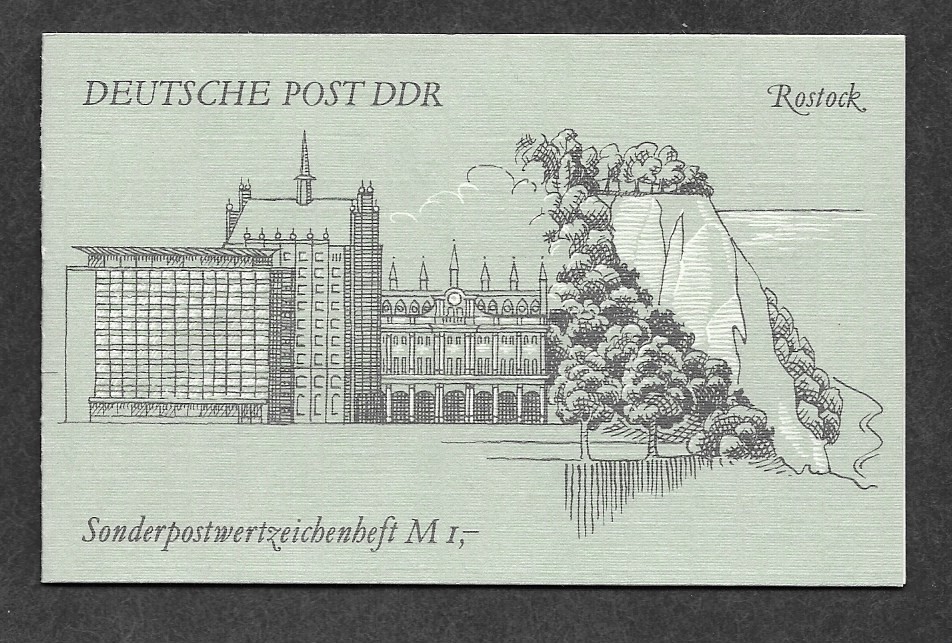 DEUTSCHE POST DDR
Rostock
Sonderpostwertzeichenheft M 1,–